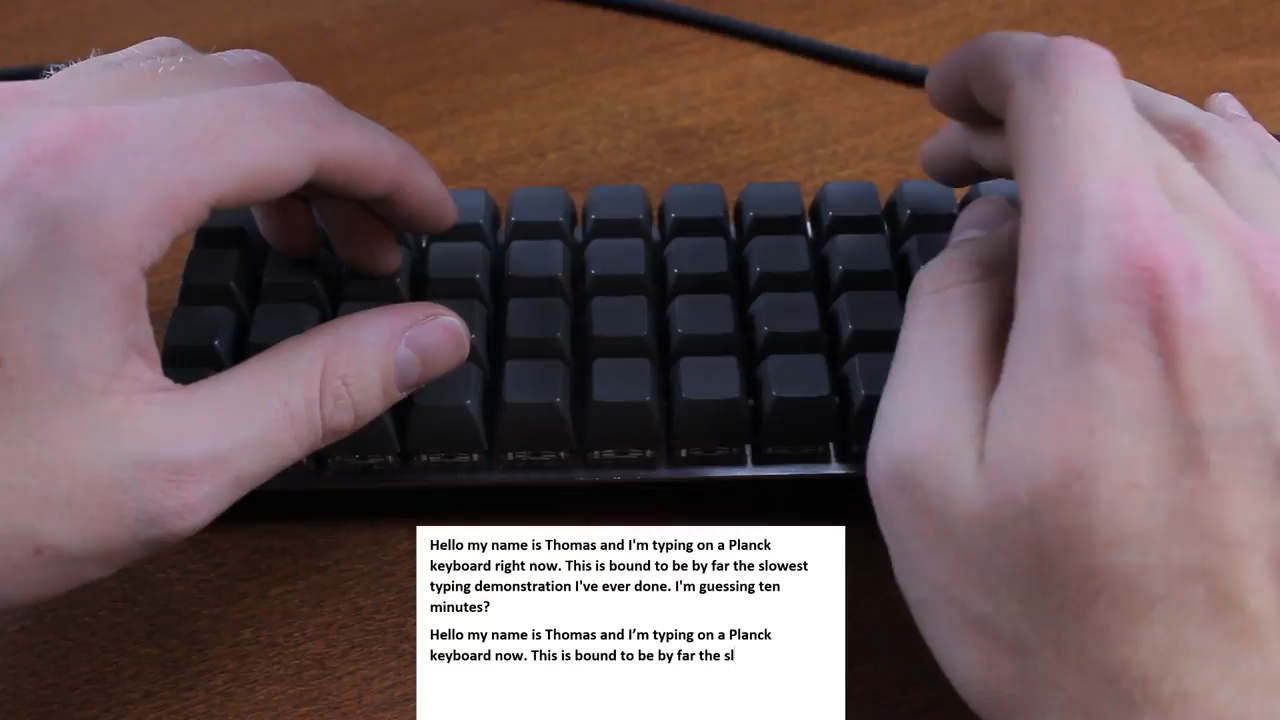 Hello my name is Thomas and I'm typing on a Planck
keyboard right now. This is bound to be by far the slowest
typing demonstration I've ever done. I'm guessing ten
minutes?
Hello my name is Thomas and I’m typing on a Planck
keyboard now. This is bound to be by far the sl